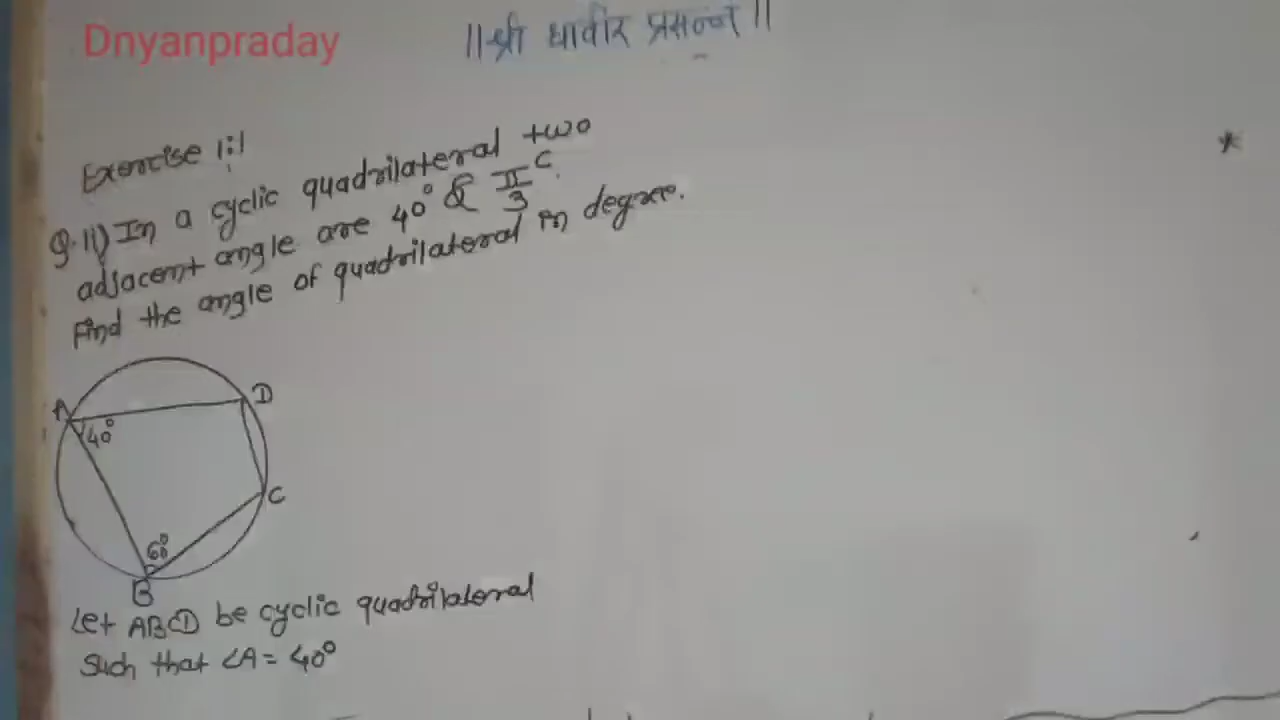 Dnyanpraday
॥श्री धावीर प्रसन्न॥
Exercise 1:1
Q.11) In a cyclic quadrilateral two
adjacent angle are 40° & π/3 c.
Find the angle of quadrilateral in degree.
A
D
40°
C
60°
B
Let ABCD be cyclic quadrilateral
Such that ∠A = 40°
*